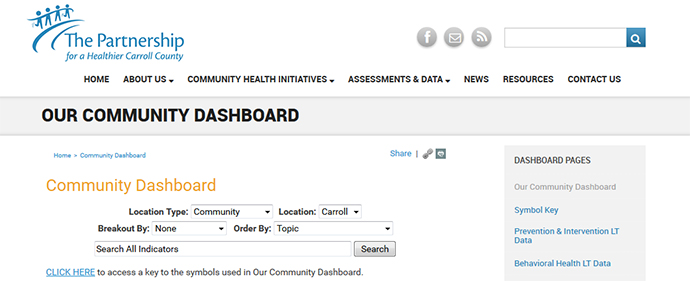 The Partnership
for a Healthier Carroll County
HOME ABOUT US COMMUNITY HEALTH INITIATIVES ASSESSMENTS & DATA NEWS RESOURCES CONTACT US
OUR COMMUNITY DASHBOARD
Home » Community Dashboard
Share |
Community Dashboard
Location Type: Community Location: Carroll
Breakout By: None Order By: Topic
Search All Indicators Search
CLICK HERE to access a key to the symbols used in Our Community Dashboard.
DASHBOARD PAGES
Our Community Dashboard
Symbol Key
Prevention & Intervention LT
Data
Behavioral Health LT Data